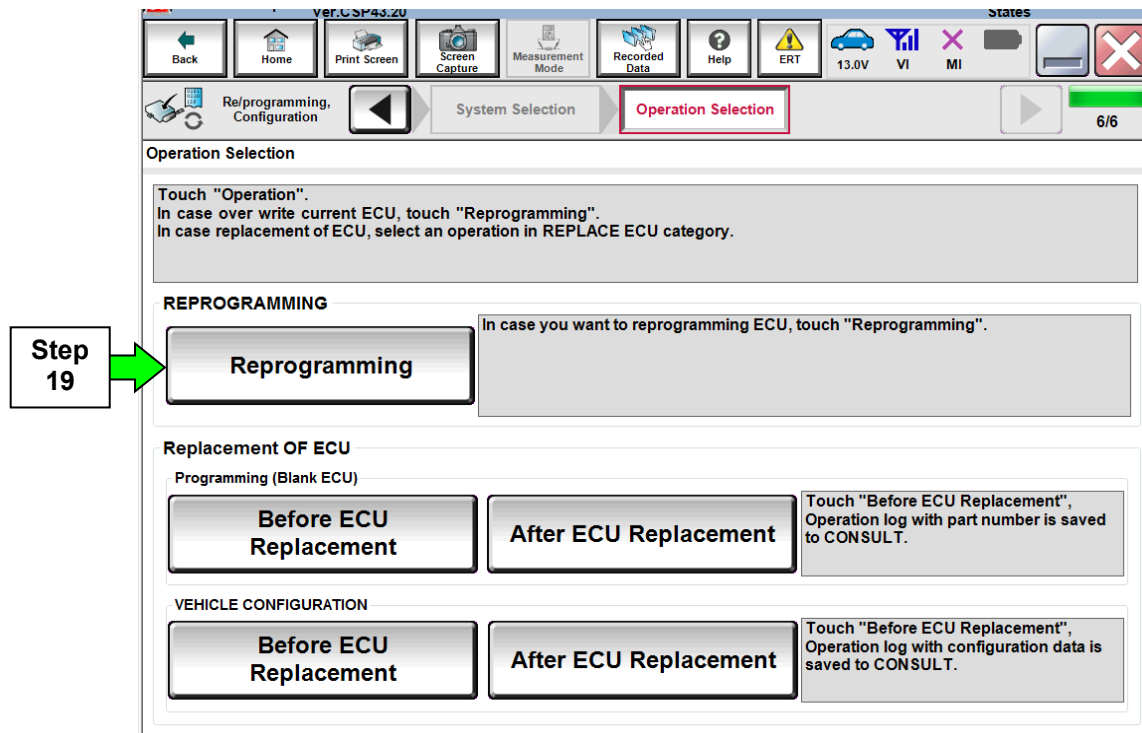 Ver.CSP43.20
States
Back
Home
Print Screen
Screen
Capture
Measurement
Mode
Recorded
Data
Help
ERT
13.0V
VI
MI
Re/programming,
Configuration
System Selection
Operation Selection
6/6
Operation Selection
Touch "Operation".
In case over write current ECU, touch "Reprogramming".
In case replacement of ECU, select an operation in REPLACE ECU category.
REPROGRAMMING
Step
19
Reprogramming
In case you want to reprogramming ECU, touch "Reprogramming".
Replacement OF ECU
Programming (Blank ECU)
Before ECU
Replacement
After ECU Replacement
Touch "Before ECU Replacement",
Operation log with part number is saved
to CONSULT.
VEHICLE CONFIGURATION
Before ECU
Replacement
After ECU Replacement
Touch "Before ECU Replacement",
Operation log with configuration data is
saved to CONSULT.